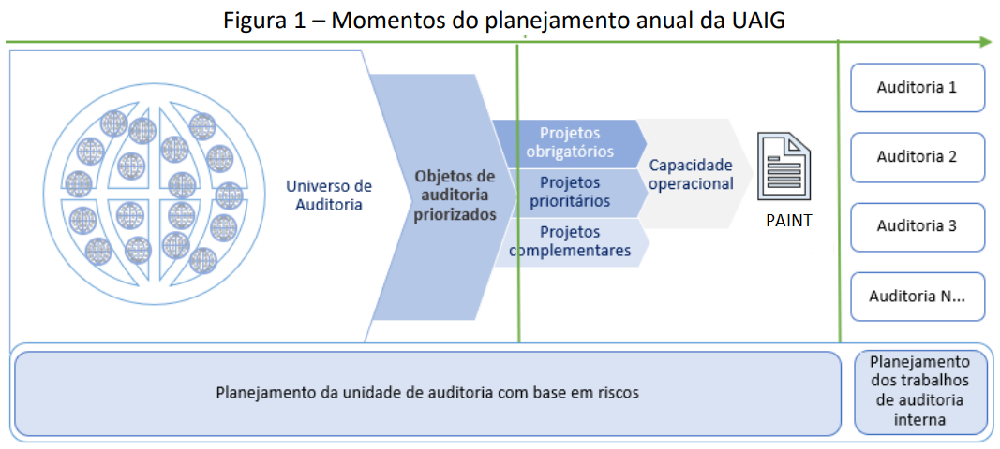 Figura 1 – Momentos do planejamento anual da UAIG
Universo de
Auditoria
Objetos de
auditoria
priorizados
Projetos
obrigatórios
Projetos
prioritários
Projetos
complementares
Capacidade
operacional
PAINT
Auditoria 1
Auditoria 2
Auditoria 3
Auditoria N...
Planejamento da unidade de auditoria com base em riscos
Planejamento
dos trabalhos
de auditoria
interna